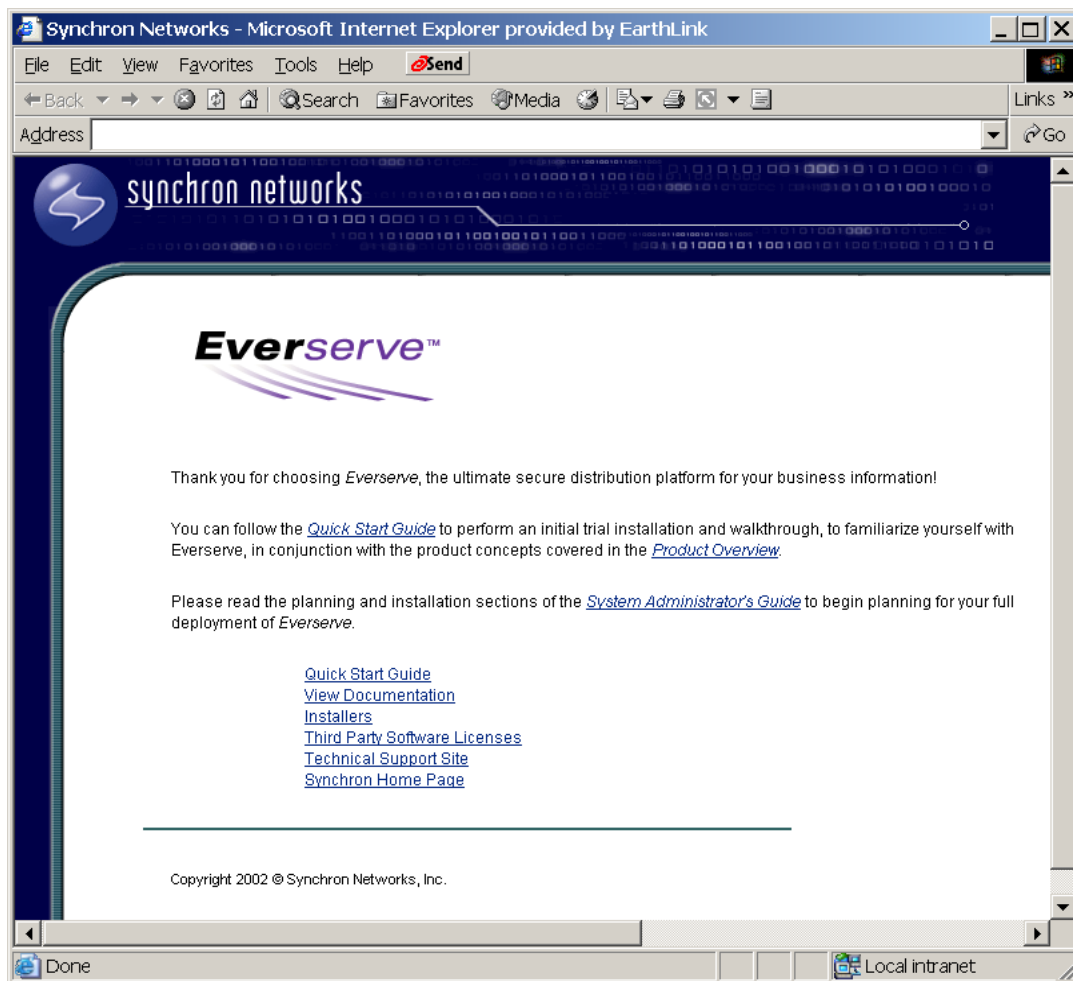 Synchron Networks - Microsoft Internet Explorer provided by EarthLink
File Edit View Favorites Tools Help Send
Back Search Favorites Media Links »
Address Go
synchron networks
Everserve™
Thank you for choosing Everserve, the ultimate secure distribution platform for your business information!
You can follow the Quick Start Guide to perform an initial trial installation and walkthrough, to familiarize yourself with
Everserve, in conjunction with the product concepts covered in the Product Overview.
Please read the planning and installation sections of the System Administrator's Guide to begin planning for your full
deployment of Everserve.
Quick Start Guide
View Documentation
Installers
Third Party Software Licenses
Technical Support Site
Synchron Home Page
Copyright 2002 © Synchron Networks, Inc.
Done Local intranet